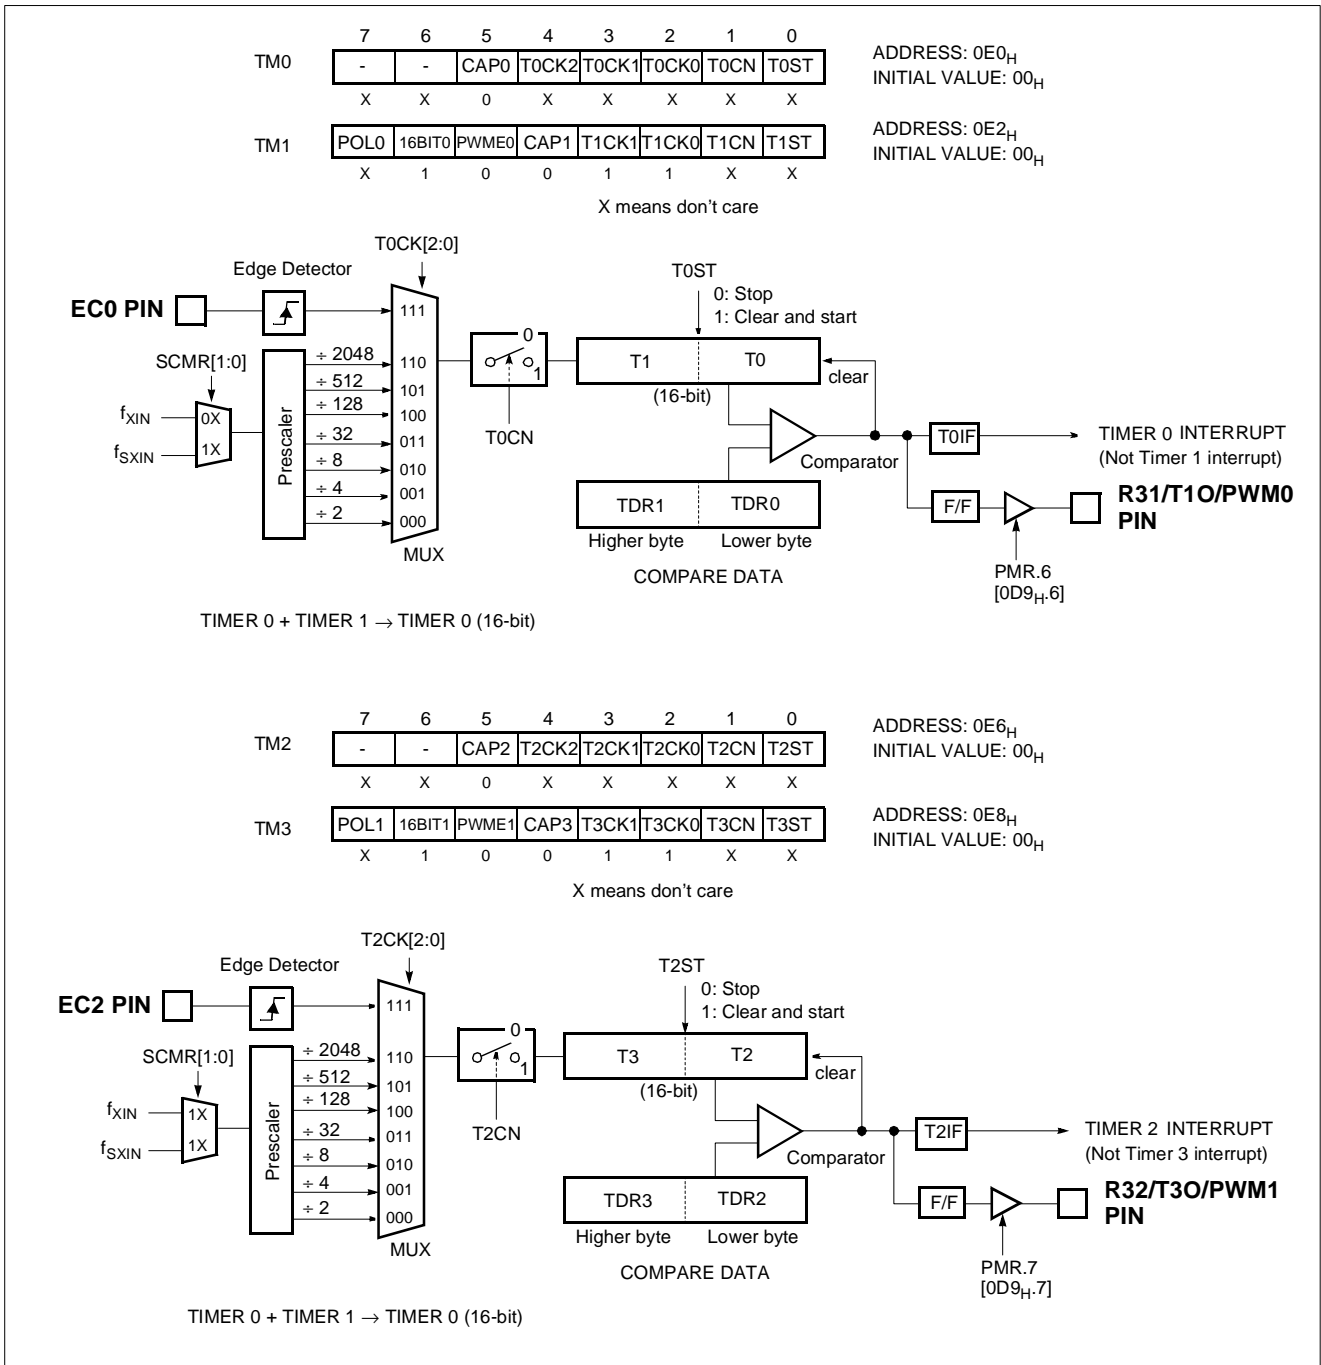 7 6 5 4 3 2 1 0
TM0 - - CAP0 T0CK2 T0CK1 T0CK0 T0CN T0ST ADDRESS: 0E0H
INITIAL VALUE: 00H
X X 0 X X X X X
TM1 POL0 16BIT0 PWME0 CAP1 T1CK1 T1CK0 T1CN T1ST ADDRESS: 0E2H
INITIAL VALUE: 00H
X 1 0 0 1 1 X X
X means don't care
T0CK[2:0]
Edge Detector
T0ST
0: Stop
1: Clear and start
EC0 PIN
111
SCMR[1:0]
÷ 2048 110
÷ 512 101
÷ 128 100
÷ 32 011
÷ 8 010
÷ 4 001
÷ 2 000
fXIN 0X
fSXIN 1X
Prescaler
MUX
0
1
T0CN
T1 T0
(16-bit)
clear
Comparator
T0IF
TIMER 0 INTERRUPT
(Not Timer 1 interrupt)
TDR1 TDR0
Higher byte Lower byte
COMPARE DATA
F/F
R31/T1O/PWM0
PIN
PMR.6
[0D9H.6]
TIMER 0 + TIMER 1 → TIMER 0 (16-bit)
7 6 5 4 3 2 1 0
TM2 - - CAP2 T2CK2 T2CK1 T2CK0 T2CN T2ST ADDRESS: 0E6H
INITIAL VALUE: 00H
X X 0 X X X X X
TM3 POL1 16BIT1 PWME1 CAP3 T3CK1 T3CK0 T3CN T3ST ADDRESS: 0E8H
INITIAL VALUE: 00H
X 1 0 0 1 1 X X
X means don't care
T2CK[2:0]
Edge Detector
T2ST
0: Stop
1: Clear and start
EC2 PIN
111
SCMR[1:0]
÷ 2048 110
÷ 512 101
÷ 128 100
÷ 32 011
÷ 8 010
÷ 4 001
÷ 2 000
fXIN 1X
fSXIN 1X
Prescaler
MUX
0
1
T2CN
T3 T2
(16-bit)
clear
Comparator
T2IF
TIMER 2 INTERRUPT
(Not Timer 3 interrupt)
TDR3 TDR2
Higher byte Lower byte
COMPARE DATA
F/F
R32/T3O/PWM1
PIN
PMR.7
[0D9H.7]
TIMER 0 + TIMER 1 → TIMER 0 (16-bit)